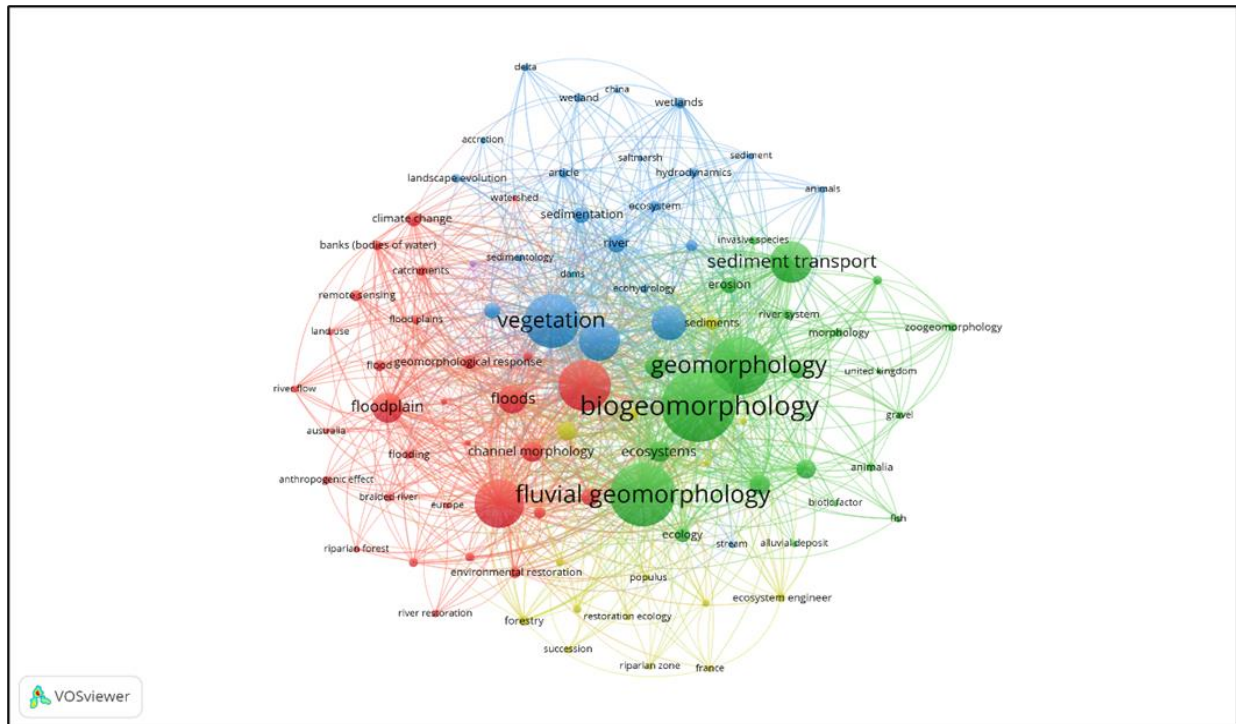 delta
china
wetland
wetlands
accretion
saltmarsh
sediment
landscape evolution
article
hydrodynamics
animals
watershed
climate change
sedimentation
ecosystem
banks (bodies of water)
river
invasive species
sedimentology
sediment transport
catchments
dams
erosion
remote sensing
ecohydrology
flood plains
vegetation
sediments
river system
land use
morphology
zoogeomorphology
flood
geomorphological response
geomorphology
united kingdom
river flow
floodplain
floods
biogeomorphology
gravel
australia
flooding
channel morphology
ecosystems
animalia
anthropogenic effect
braided river
europe
fluvial geomorphology
biotic factor
fish
ecology
riparian forest
stream
alluvial deposit
environmental restoration
populus
river restoration
forestry
restoration ecology
ecosystem engineer
succession
riparian zone
france
VOSviewer